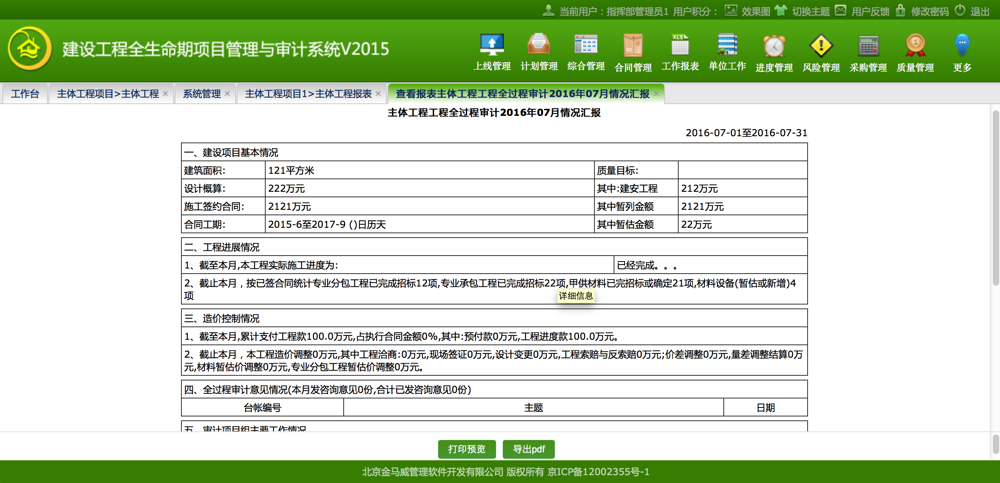 当前用户：指挥部管理员1 用户积分： 效果图 切换主题 用户反馈 修改密码 退出
建设工程全生命期项目管理与审计系统V2015
上线管理 计划管理 综合管理 合同管理 工作报表 单位工作 进度管理 风险管理 采购管理 质量管理 更多
工作台 主体工程项目>主体工程 系统管理 主体工程项目1>主体工程报表 查看报表主体工程工程全过程审计2016年07月情况汇报
主体工程工程全过程审计2016年07月情况汇报
2016-07-01至2016-07-31
一、建设项目基本情况
建筑面积: 121平方米 质量目标:
设计概算: 222万元 其中:建安工程 212万元
施工签约合同: 2121万元 其中暂列金额 2121万元
合同工期: 2015-6至2017-9 ()日历天 其中暂估金额 22万元
二、工程进展情况
1、截至本月,本工程实际施工进度为: 已经完成。。。
2、截止本月，按已签合同统计专业分包工程已完成招标12项,专业承包工程已完成招标22项,甲供材料已完招标或确定21项,材料设备(暂估或新增)4
项
详细信息
三、造价控制情况
1、截至本月,累计支付工程款100.0万元,占执行合同金额0%,其中:预付款0万元,工程进度款100.0万元。
2、截止本月，本工程造价调整0万元,其中工程洽商:0万元,现场签证0万元,设计变更0万元,工程索赔与反索赔0万元;价差调整0万元,量差调整结算0万
元,材料暂估价调整0万元,专业分包工程暂估价调整0万元。
四、全过程审计意见情况(本月发咨询意见0份,合计已发咨询意见0份)
台帐编号 主题 日期
五、审计项目组主要工作情况
打印预览 导出pdf
北京金马威管理软件开发有限公司 版权所有 京ICP备12002355号-1
XLS